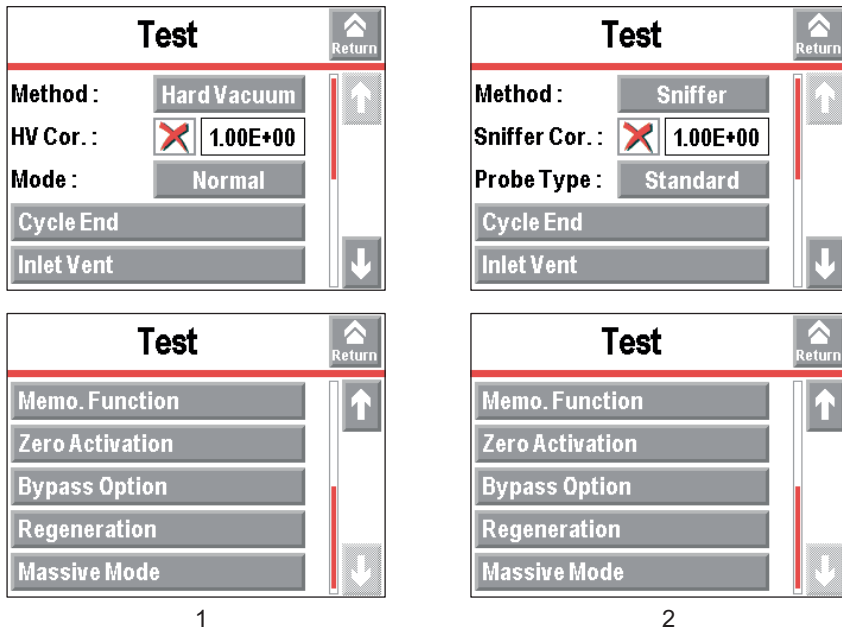 Test
Return
Method :
Hard Vacuum
HV Cor. :
1.00E+00
Mode :
Normal
Cycle End
Inlet Vent
Test
Return
Method :
Sniffer
Sniffer Cor. :
1.00E+00
Probe Type :
Standard
Cycle End
Inlet Vent
Test
Return
Memo. Function
Zero Activation
Bypass Option
Regeneration
Massive Mode
1
Test
Return
Memo. Function
Zero Activation
Bypass Option
Regeneration
Massive Mode
2